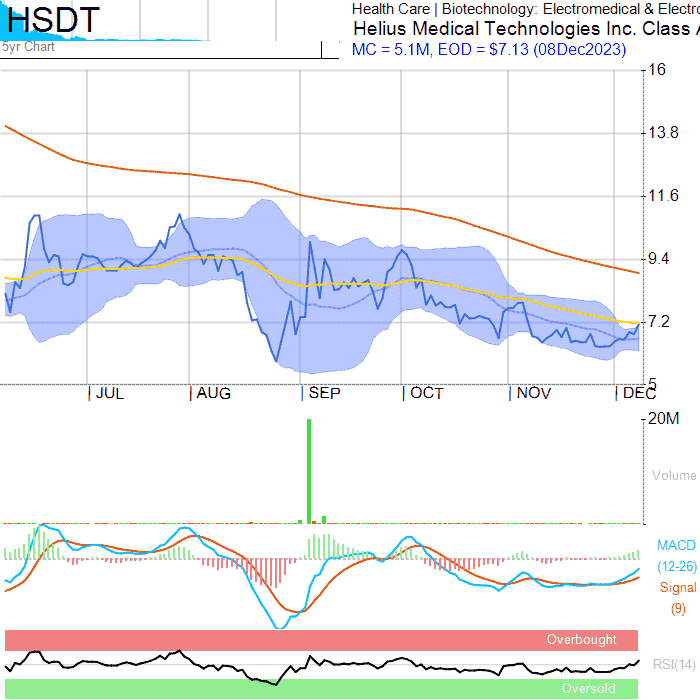 HSDT
5yr Chart
Health Care | Biotechnology: Electromedical & Electro
Helius Medical Technologies Inc. Class A
MC = 5.1M, EOD = $7.13 (08Dec2023)
16
13.8
11.6
9.4
7.2
5
JUL
AUG
SEP
OCT
NOV
DEC
20M
Volume
MACD
(12-26)
Signal
(9)
Overbought
RSI(14)
Oversold